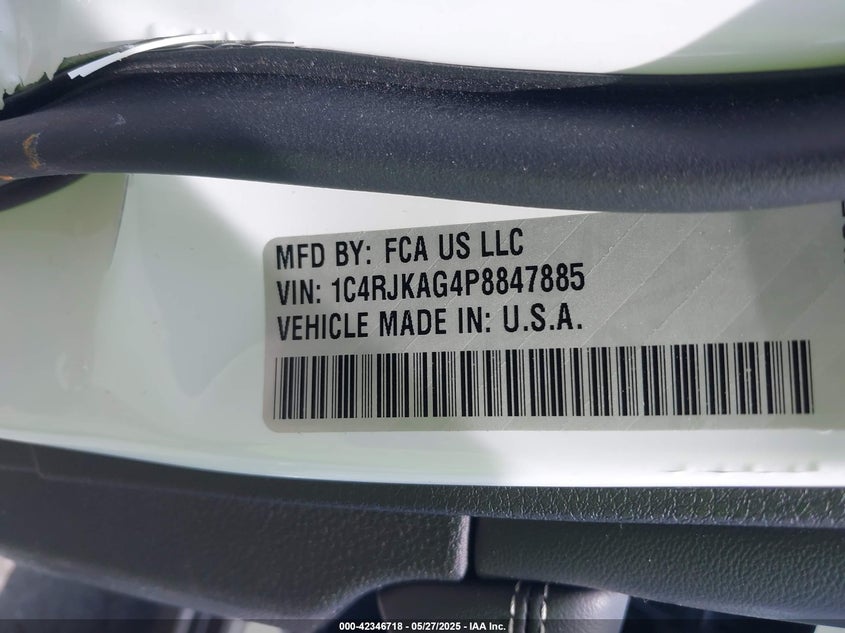 MFD BY: FCA US LLC
VIN: 1C4RJKAG4P8847885
VEHICLE MADE IN: U.S.A.
000-42346718 - 05/27/2025 - IAA Inc.